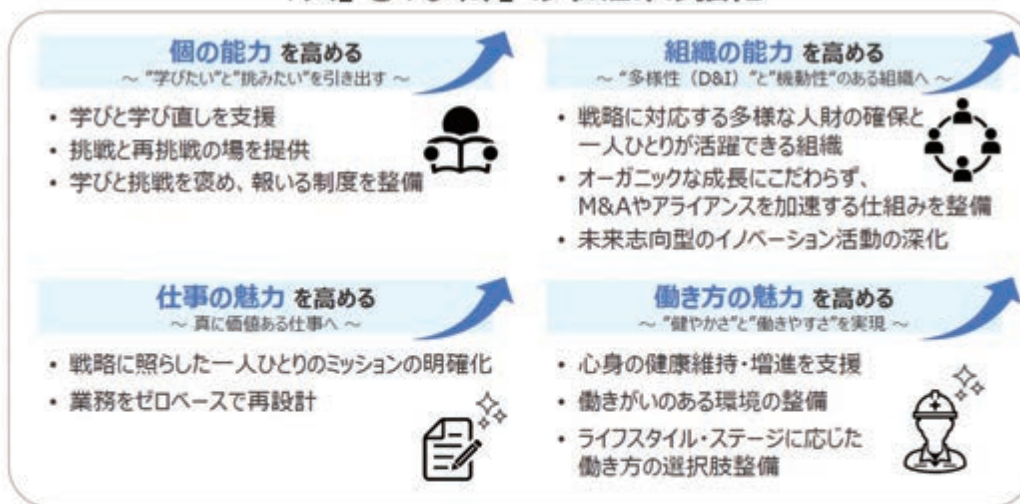 個の能力 を高める
～ “学びたい”と“挑みたい”を引き出す ～
• 学びと学び直しを支援
• 挑戦と再挑戦の場を提供
• 学びと挑戦を褒め、報いる制度を整備
組織の能力 を高める
～ “多様性（D&I）”と“機動性”のある組織へ ～
• 戦略に対応する多様な人財の確保と
一人ひとりが活躍できる組織
• オーガニックな成長にこだわらず、
M&Aやアライアンスを加速する仕組みを整備
• 未来志向型のイノベーション活動の深化
仕事の魅力 を高める
～ 真に価値ある仕事へ ～
• 戦略に照らした一人ひとりのミッションの明確化
• 業務をゼロベースで再設計
働き方の魅力 を高める
～ “健やかさ”と“働きやすさ”を実現 ～
• 心身の健康維持・増進を支援
• 働きがいのある環境の整備
• ライフスタイル・ステージに応じた
働き方の選択肢整備